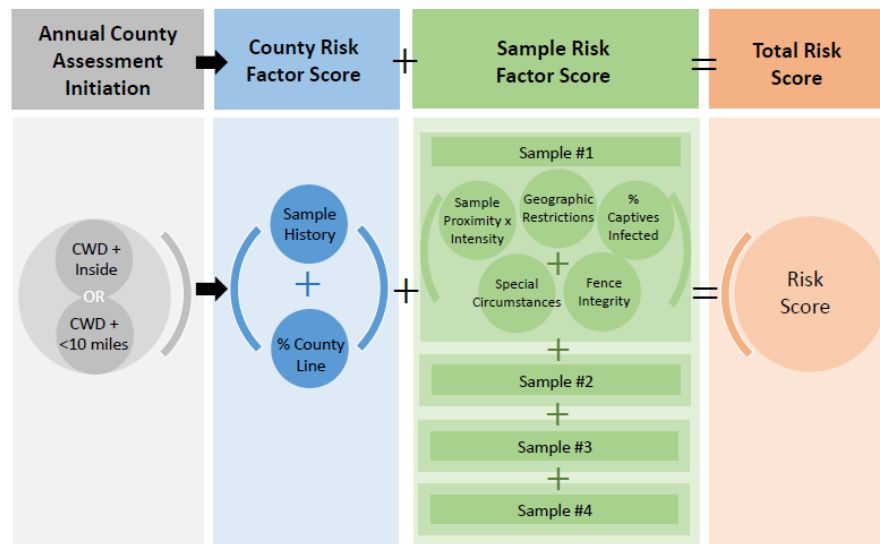 Annual County
Assessment
Initiation
County Risk
Factor Score
+
Sample Risk
Factor Score
=
Total Risk
Score
CWD +
Inside
OR
CWD +
<10 miles
Sample
History
+
% County
Line
+
Sample #1
Sample
Proximity x
Intensity
Geographic
Restrictions
%
Captives
Infected
+
Special
Circumstances
Fence
Integrity
+
Sample #2
+
Sample #3
+
Sample #4
=
Risk
Score